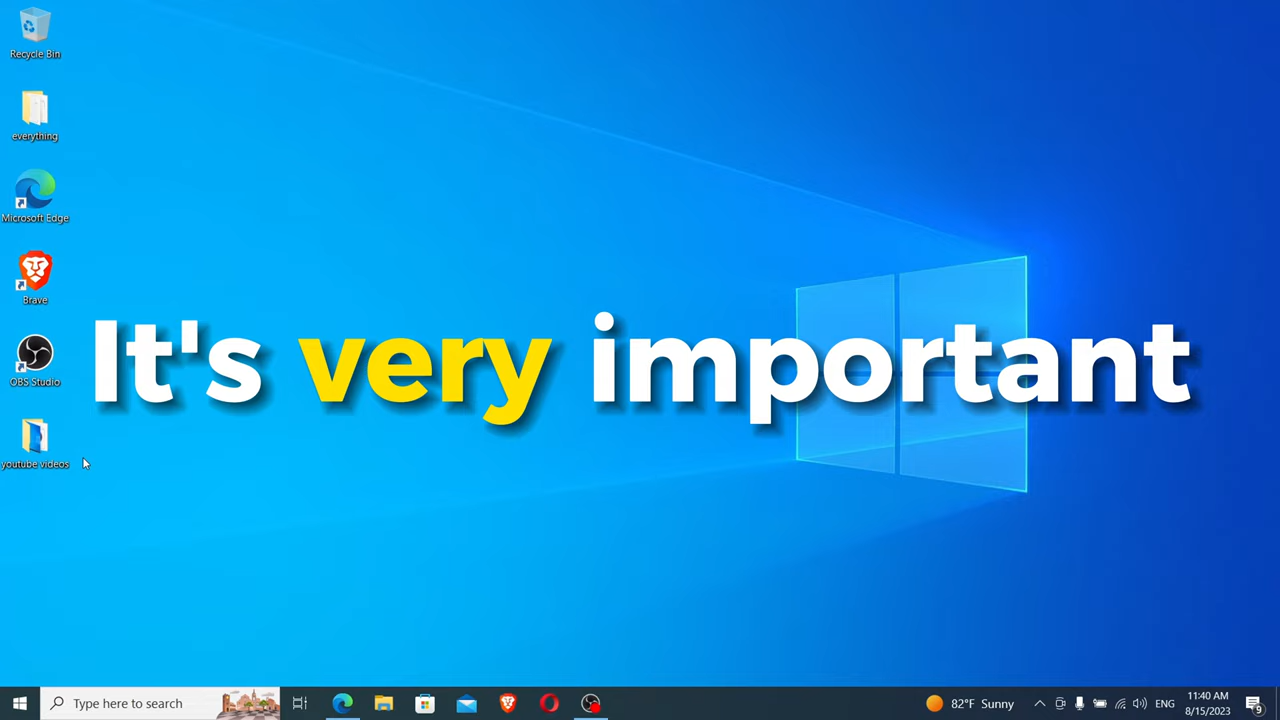 Recycle Bin
everything
Microsoft Edge
Brave
It's very important
OBS Studio
youtube videos
Type here to search
82°F Sunny
ENG
11:40 AM
8/15/2023
9